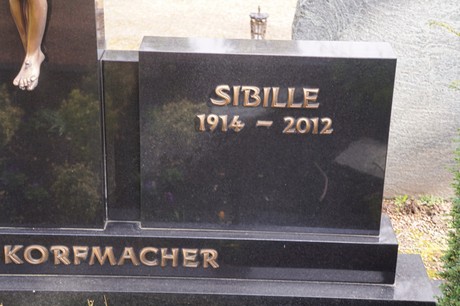 SIBILLE
1914 – 2012
KORFMACHER